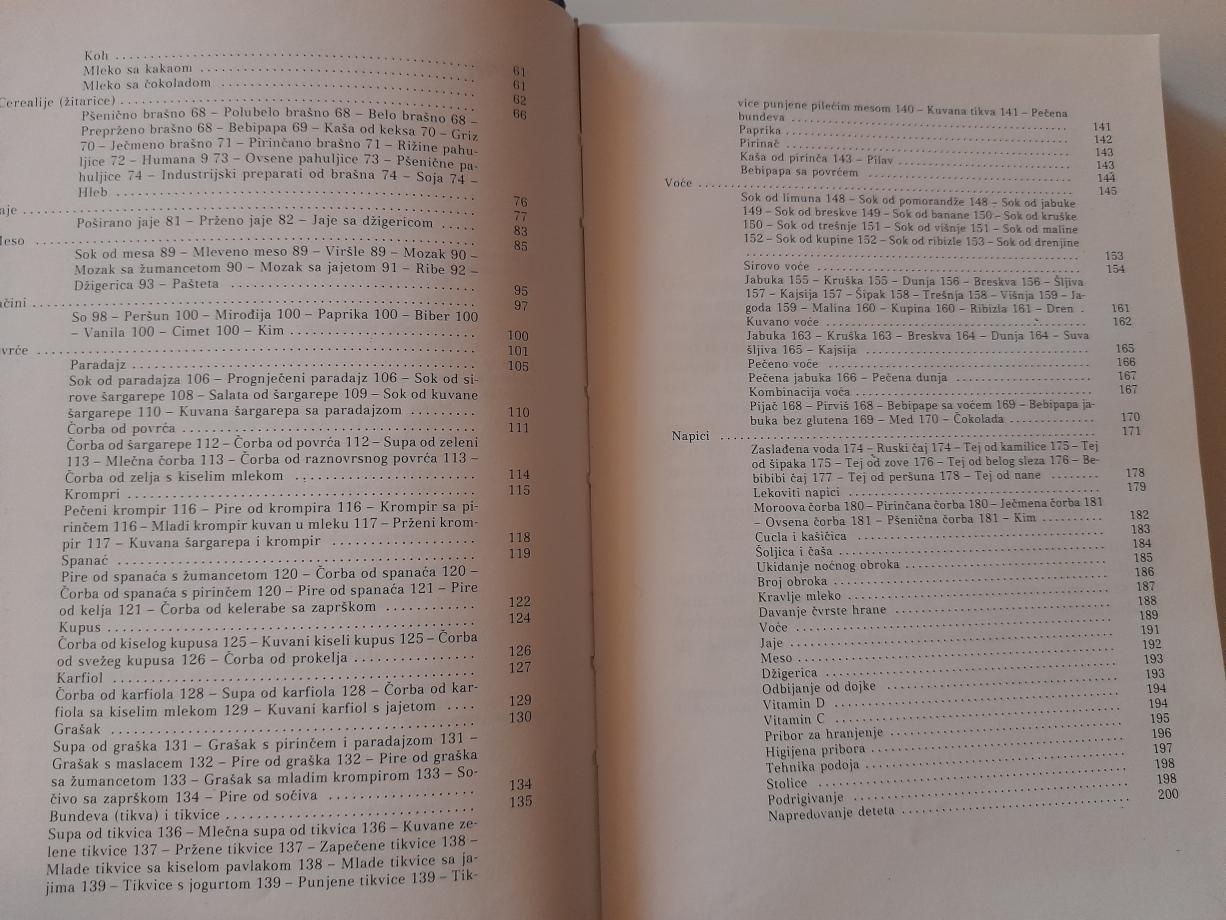 Koh ........ 61
Mleko sa kakaom ........ 61
Mleko sa čokoladom ........ 62
Cerealije (žitarice) ........ 66
Pšenično brašno 68 – Polubelo brašno 68 – Belo brašno 68 –
Preprženo brašno 68 – Bebipapa 69 – Kaša od keksa 70 – Griz
70 – Ječmeno brašno 71 – Pirinčano brašno 71 – Rižine pahu-
ljice 72 – Humana 9 73 – Ovsene pahuljice 73 – Pšenične pa-
huljice 74 – Industrijski preparati od brašna 74 – Soja 74 –
Hleb ........ 76
aje ........ 77
Poširano jaje 81 – Prženo jaje 82 – Jaje sa džigericom ..... 83
eso ........ 85
Sok od mesa 89 – Mleveno meso 89 – Viršle 89 – Mozak 90 –
Mozak sa žumancetom 90 – Mozak sa jajetom 91 – Ribe 92 –
Džigerica 93 – Pašteta ........ 95
ačini ........ 97
So 98 – Peršun 100 – Mirođija 100 – Paprika 100 – Biber 100
– Vanila 100 – Cimet 100 – Kim ........ 100
ovrće ........ 101
Paradajz ........ 105
Sok od paradajza 106 – Prognječeni paradajz 106 – Sok od si-
rove šargarepe 108 – Salata od šargarepe 109 – Sok od kuvane
šargarepe 110 – Kuvana šargarepa sa paradajzom ........ 110
Čorba od povrća ........ 111
Čorba od šargarepe 112 – Čorba od povrća 112 – Supa od zeleni
113 – Mlečna čorba 113 – Čorba od raznovrsnog povrća 113 –
Čorba od zelja s kiselim mlekom ........ 114
Krompri ........ 115
Pečeni krompir 116 – Pire od krompira 116 – Krompir sa pi-
rinčem 116 – Mladi krompir kuvan u mleku 117 – Prženi krom-
pir 117 – Kuvana šargarepa i krompir ........ 118
Spanać ........ 119
Pire od spanaća s žumancetom 120 – Čorba od spanaća 120 –
Čorba od spanaća s pirinčem 120 – Pire od spanaća 121 – Pire
od kelja 121 – Čorba od kelerabe sa zaprškom ........ 122
Kupus ........ 124
Čorba od kiselog kupusa 125 – Kuvani kiseli kupus 125 – Čorba
od svežeg kupusa 126 – Čorba od prokelja ........ 126
Karfiol ........ 127
Čorba od karfiola 128 – Supa od karfiola 128 – Čorba od kar-
fiola sa kiselim mlekom 129 – Kuvani karfiol s jajetom .... 129
Grašak ........ 130
Supa od graška 131 – Grašak s pirinčem i paradajzom 131 –
Grašak s maslacem 132 – Pire od graška 132 – Pire od graška
sa žumancetom 133 – Grašak sa mladim krompirom 133 – So-
čivo sa zaprškom 134 – Pire od sočiva ........ 134
Bundeva (tikva) i tikvice ........ 135
Supa od tikvica 136 – Mlečna supa od tikvica 136 – Kuvane ze-
lene tikvice 137 – Pržene tikvice 137 – Zapečene tikvice 138 –
Mlade tikvice sa kiselom pavlakom 138 – Mlade tikvice sa ja-
jima 139 – Tikvice s jogurtom 139 – Punjene tikvice 139 – Tik-
vice punjene pilećim mesom 140 – Kuvana tikva 141 – Pečena
bundeva ........ 141
Paprika ........ 142
Pirinač ........ 143
Kaša od pirinča 143 – Pilav ........ 143
Bebipapa sa povrćem ........ 144
Voće ........ 145
Sok od limuna 148 – Sok od pomorandže 148 – Sok od jabuke
149 – Sok od breskve 149 – Sok od banane 150 – Sok od kruške
150 – Sok od trešnje 151 – Sok od višnje 151 – Sok od maline
152 – Sok od kupine 152 – Sok od ribizle 153 – Sok od drenjine
........ 153
Sirovo voće ........ 154
Jabuka 155 – Kruška 155 – Dunja 156 – Breskva 156 – Šljiva
157 – Kajsija 157 – Šipak 158 – Trešnja 158 – Višnja 159 – Ja-
goda 159 – Malina 160 – Kupina 160 – Ribizla 161 – Dren . 161
Kuvano voće ........ 162
Jabuka 163 – Kruška 163 – Breskva 164 – Dunja 164 – Suva
šljiva 165 – Kajsija ........ 165
Pečeno voće ........ 166
Pečena jabuka 166 – Pečena dunja ........ 167
Kombinacija voća ........ 167
Pijač 168 – Pirviš 168 – Bebipape sa voćem 169 – Bebipapa ja-
buka bez glutena 169 – Med 170 – Čokolada ........ 170
Napici ........ 171
Zaslađena voda 174 – Ruski čaj 174 – Tej od kamilice 175 – Tej
od šipaka 175 – Tej od zove 176 – Tej od belog sleza 176 – Be-
bibibi čaj 177 – Tej od peršuna 178 – Tej od nane ........ 178
Lekoviti napici ........ 179
Moroova čorba 180 – Pirinčana čorba 180 – Ječmena čorba 181
– Ovsena čorba 181 – Pšenična čorba 181 – Kim ........ 182
Cucla i kašičica ........ 183
Šoljica i čaša ........ 184
Ukidanje noćnog obroka ........ 185
Broj obroka ........ 186
Kravlje mleko ........ 187
Davanje čvrste hrane ........ 188
Voće ........ 189
Jaje ........ 191
Meso ........ 192
Džigerica ........ 193
Odbijanje od dojke ........ 193
Vitamin D ........ 194
Vitamin C ........ 194
Pribor za hranjenje ........ 195
Higijena pribora ........ 196
Tehnika podoja ........ 197
Stolice ........ 198
Podrigivanje ........ 198
Napredovanje deteta ........ 200